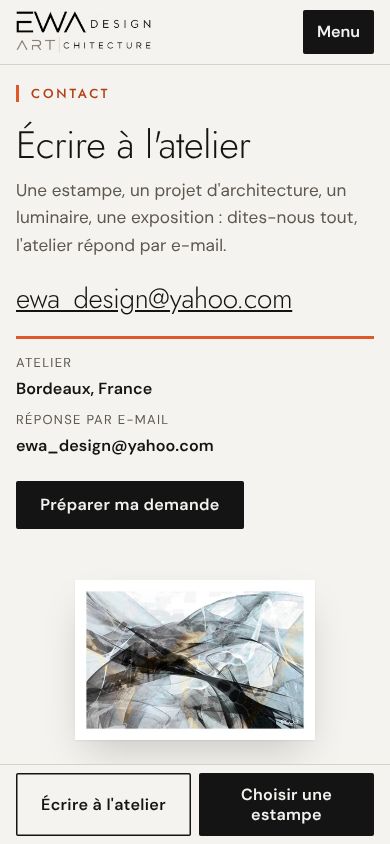 EWA DESIGN
ART CHITECTURE
Menu
CONTACT
Écrire à l'atelier
Une estampe, un projet d'architecture, un
luminaire, une exposition : dites-nous tout,
l'atelier répond par e-mail.
ewa_design@yahoo.com
ATELIER
Bordeaux, France
RÉPONSE PAR E-MAIL
ewa_design@yahoo.com
Préparer ma demande
Écrire à l'atelier
Choisir une
estampe